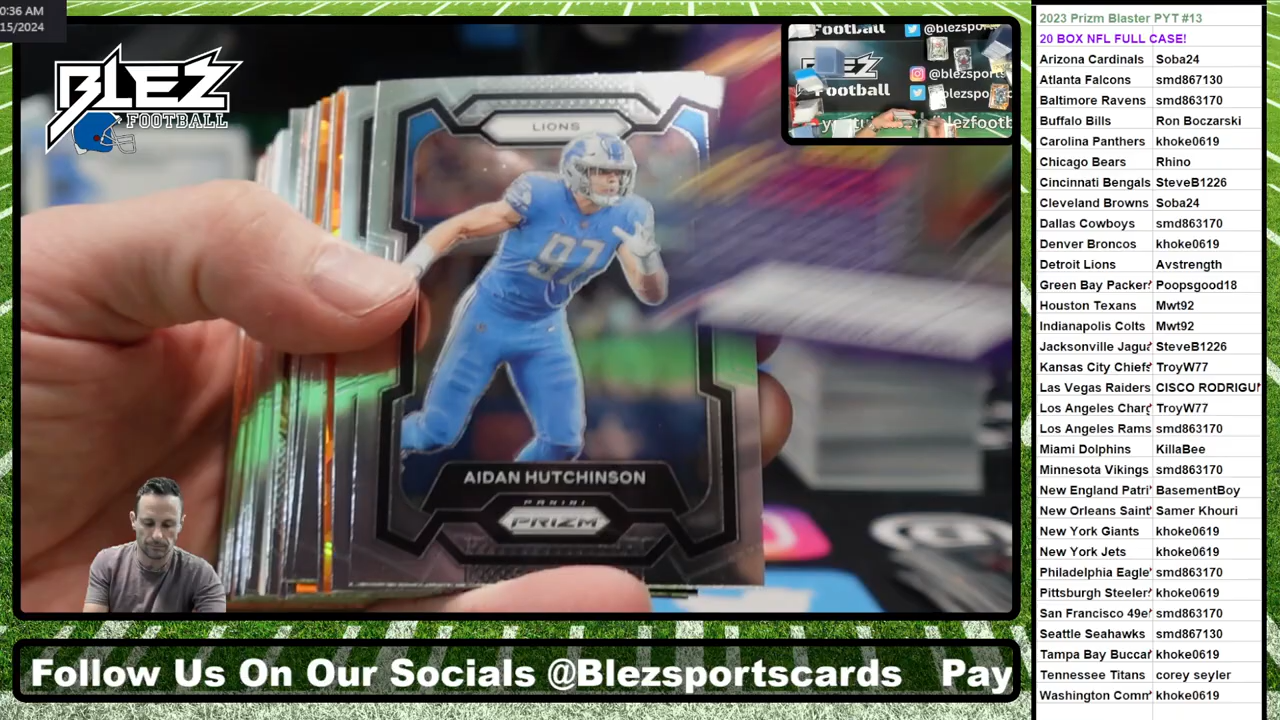 0:36 AM
15/2024
BLEZ
FOOTBALL
LIONS
97
AIDAN HUTCHINSON
PANINI
PRIZM
Football
@blezspor
@blezsports
Football
blezspo
blezfootb
Follow Us On Our Socials @Blezsportscards Pay
2023 Prizm Blaster PYT #13
20 BOX NFL FULL CASE!
Arizona Cardinals Soba24
Atlanta Falcons smd867130
Baltimore Ravens smd863170
Buffalo Bills Ron Boczarski
Carolina Panthers khoke0619
Chicago Bears Rhino
Cincinnati Bengals SteveB1226
Cleveland Browns Soba24
Dallas Cowboys smd863170
Denver Broncos khoke0619
Detroit Lions Avstrength
Green Bay Packer Poopsgood18
Houston Texans Mwt92
Indianapolis Colts Mwt92
Jacksonville Jagua SteveB1226
Kansas City Chiefs TroyW77
Las Vegas Raiders CISCO RODRIGU
Los Angeles Charg TroyW77
Los Angeles Rams smd863170
Miami Dolphins KillaBee
Minnesota Vikings smd863170
New England Patri BasementBoy
New Orleans Saint Samer Khouri
New York Giants khoke0619
New York Jets khoke0619
Philadelphia Eagle smd863170
Pittsburgh Steeler khoke0619
San Francisco 49e smd863170
Seattle Seahawks smd867130
Tampa Bay Buccar khoke0619
Tennessee Titans corey seyler
Washington Comm khoke0619